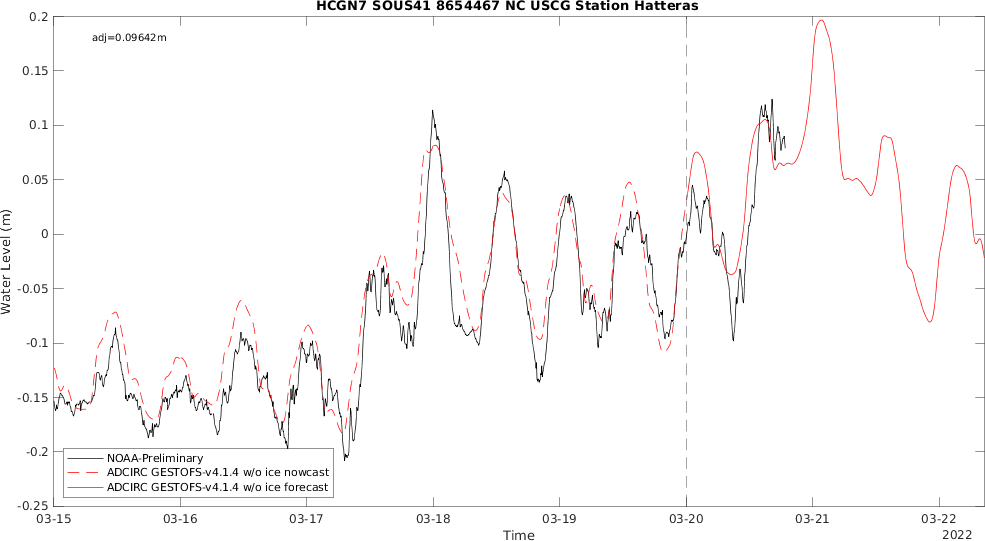 HCGN7 SOUS41 8654467 NC USCG Station Hatteras
0.2
adj=0.09642m
0.15
0.1
0.05
0
-0.05
-0.1
-0.15
-0.2
-0.25
Water Level (m)
NOAA-Preliminary
ADCIRC GESTOFS-v4.1.4 w/o ice nowcast
ADCIRC GESTOFS-v4.1.4 w/o ice forecast
03-15 03-16 03-17 03-18 03-19 03-20 03-21 03-22
Time
2022